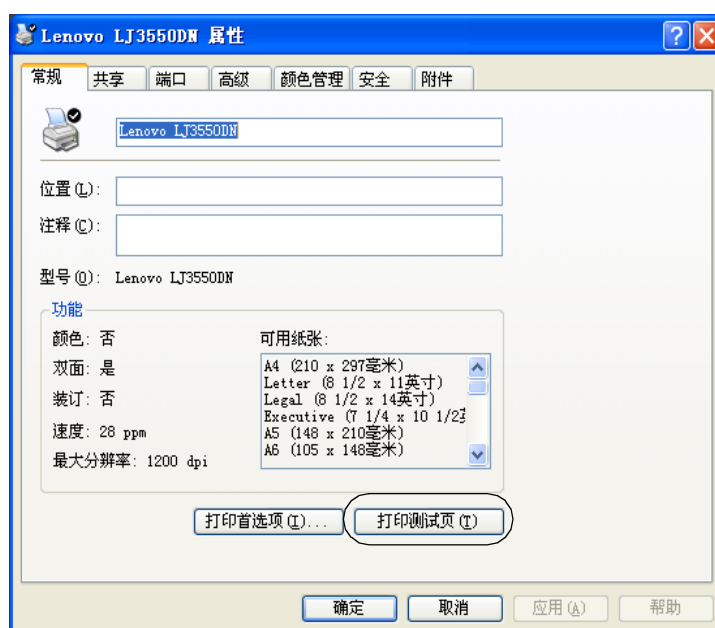 Lenovo LJ3550DN 属性
常规 共享 端口 高级 颜色管理 安全 附件
Lenovo LJ3550DN
位置(L):
注释(C):
型号(O): Lenovo LJ3550DN
功能
颜色: 否 可用纸张:
双面: 是
装订: 否
速度: 28 ppm
最大分辨率: 1200 dpi
A4 (210 x 297毫米)
Letter (8 1/2 x 11英寸)
Legal (8 1/2 x 14英寸)
Executive (7 1/4 x 10 1/2英
A5 (148 x 210毫米)
A6 (105 x 148毫米)
打印首选项(I)... 打印测试页(T)
确定 取消 应用(A) 帮助